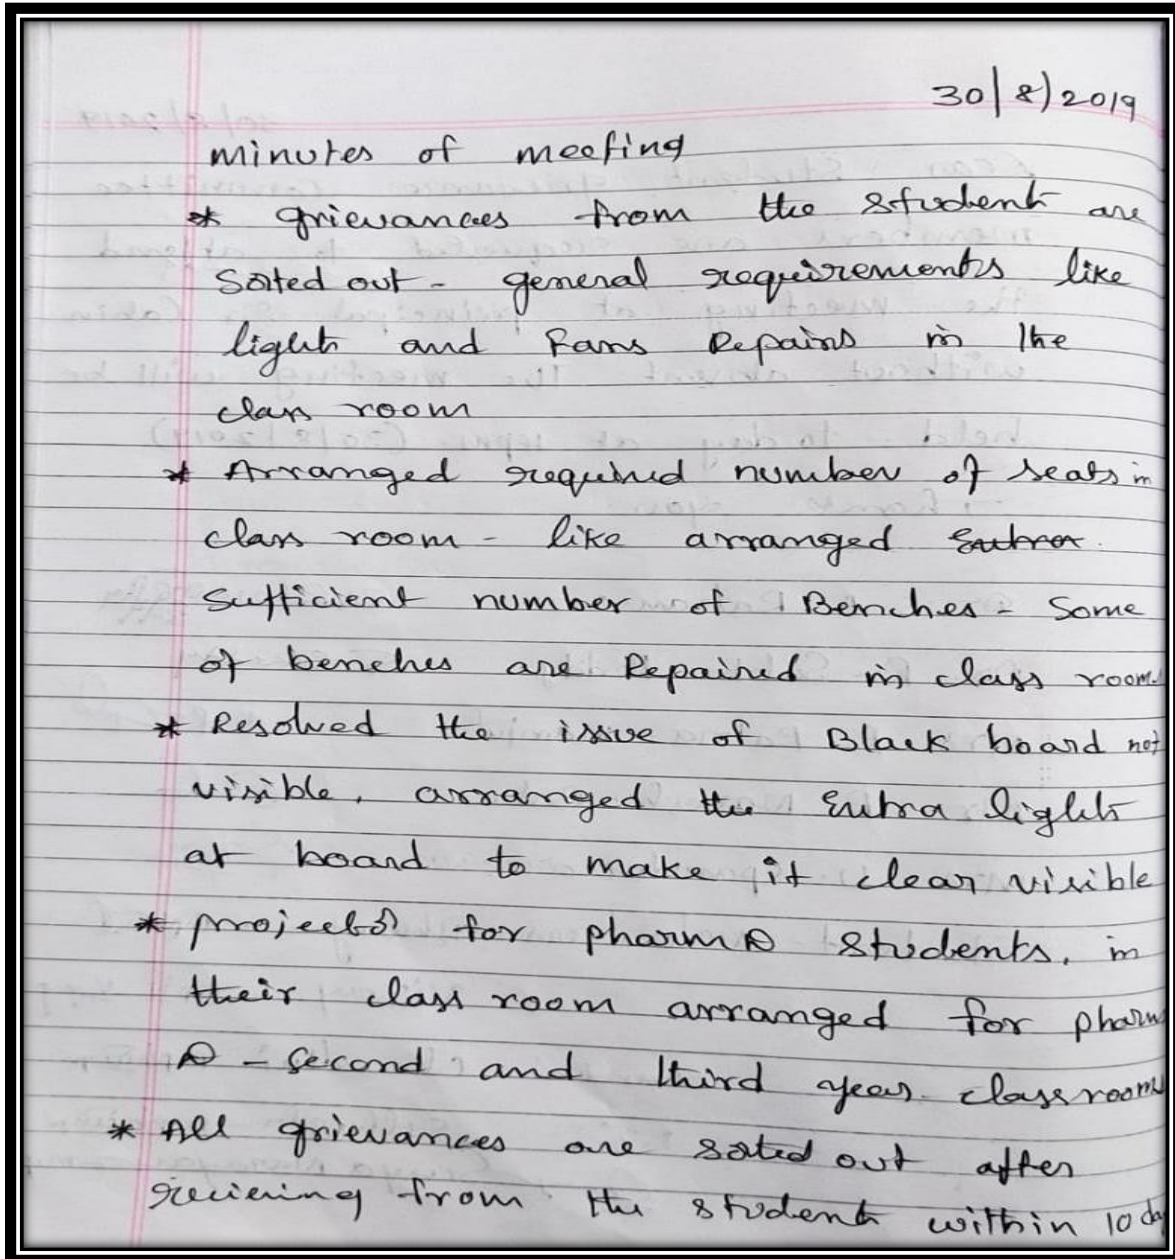 30/8/2019
minutes of meeting
* grievances from the student are
Sorted out - general requirements like
lights and Fans Repairs in the
class room
* Arranged required number of seats in
class room - like arranged Extra
Sufficient number of Benches - Some
of benches are Repaired in class room.
* Resolved the issue of Black board not
visible, arranged the Extra lights
at board to make it clear visible
* projects for pharm D students, in
their class room arranged for pharm
D - Second and third year classroom
* All grievances are sorted out after
from the students within 10 day